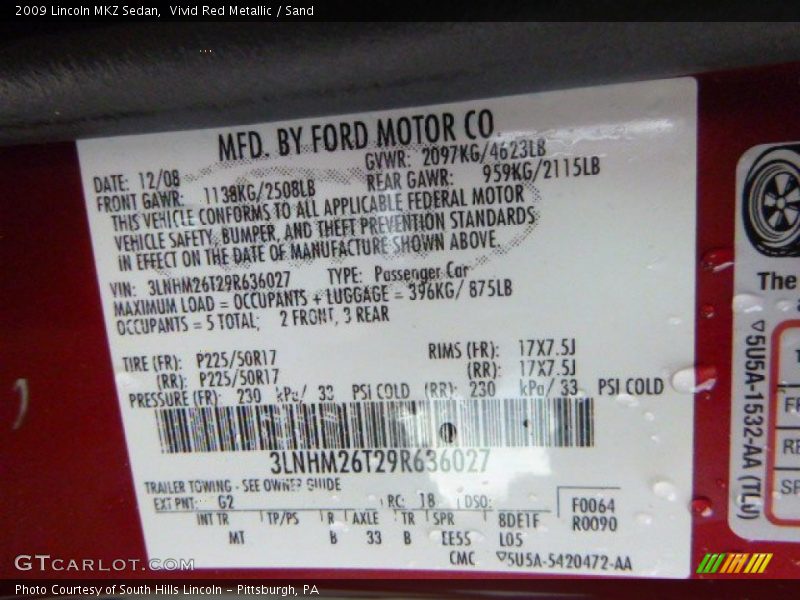 2009 Lincoln MKZ Sedan, Vivid Red Metallic / Sand
MFD. BY FORD MOTOR CO
DATE: 12/08 GVWR: 2097KG/4623LB
FRONT GAWR: 1138KG/2508LB REAR GAWR: 959KG/2115LB
THIS VEHICLE CONFORMS TO ALL APPLICABLE FEDERAL MOTOR
VEHICLE SAFETY, BUMPER, AND THEFT PREVENTION STANDARDS
IN EFFECT ON THE DATE OF MANUFACTURE SHOWN ABOVE.
VIN: 3LNHM26T29R636027 TYPE: Passenger Car
MAXIMUM LOAD = OCCUPANTS + LUGGAGE = 396KG/ 875LB
OCCUPANTS = 5 TOTAL; 2 FRONT, 3 REAR
TIRE (FR): P225/50R17 RIMS (FR): 17X7.5J
(RR): P225/50R17 (RR): 17X7.5J
PRESSURE (FR): 230 kPa/ 33 PSI COLD (RR): 230 kPa/ 33 PSI COLD
3LNHM26T29R636027
TRAILER TOWING - SEE OWNER GUIDE
EXT PNT: G2 RC: 18 DSO: F0064
INT TR TP/PS R AXLE TR SPR 8DE1F R0090
MT B 33 B EE55 L05
CMC ▽5U5A-5420472-AA
The
▽5U5A-1532-AA (TLJ)
GTCARLOT.COM
Photo Courtesy of South Hills Lincoln - Pittsburgh, PA